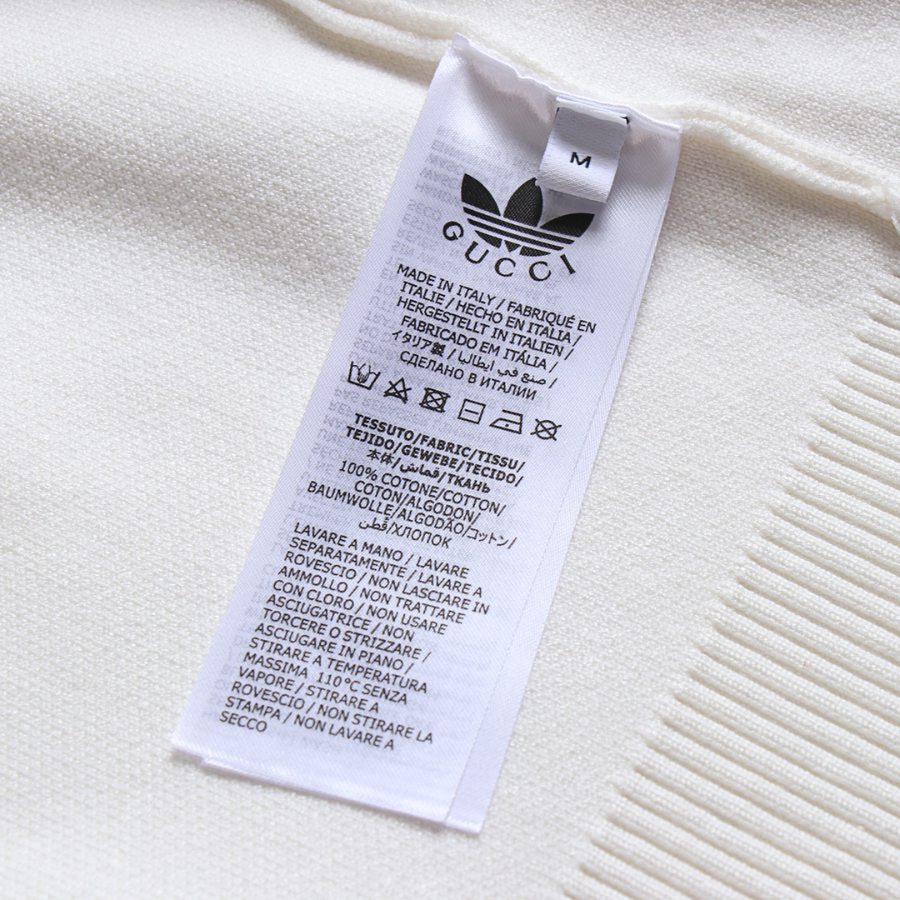 M
GUCCI
MADE IN ITALY / FABRIQUÉ EN
ITALIE / HECHO EN ITALIA /
HERGESTELLT IN ITALIEN /
FABRICADO EM ITÁLIA /
イタリア製 / صنع في ايطاليا /
СДЕЛАНО В ИТАЛИИ
TESSUTO/FABRIC/TISSU/
TEJIDO/GEWEBE/TECIDO/
本体/قماش/ТКАНЬ
100% COTONE/COTTON/
COTON/ALGODON/
BAUMWOLLE/ALGODÃO/コットン/
قطن/ХЛОПОК
LAVARE A MANO / LAVARE
SEPARATAMENTE / LAVARE A
ROVESCIO / NON LASCIARE IN
AMMOLLO / NON TRATTARE
CON CLORO / NON USARE
ASCIUGATRICE / NON
TORCERE O STRIZZARE /
ASCIUGARE IN PIANO /
STIRARE A TEMPERATURA
MASSIMA 110°C SENZA
VAPORE / STIRARE A
ROVESCIO / NON STIRARE LA
STAMPA / NON LAVARE A
SECCO